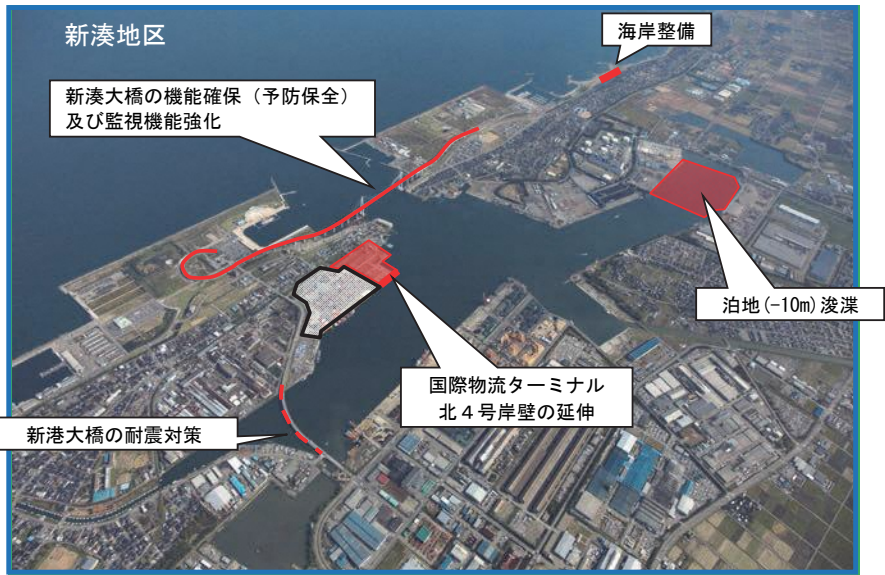 新湊地区
海岸整備
新湊大橋の機能確保（予防保全）
及び監視機能強化
泊地(-10m)浚渫
国際物流ターミナル
北４号岸壁の延伸
新港大橋の耐震対策